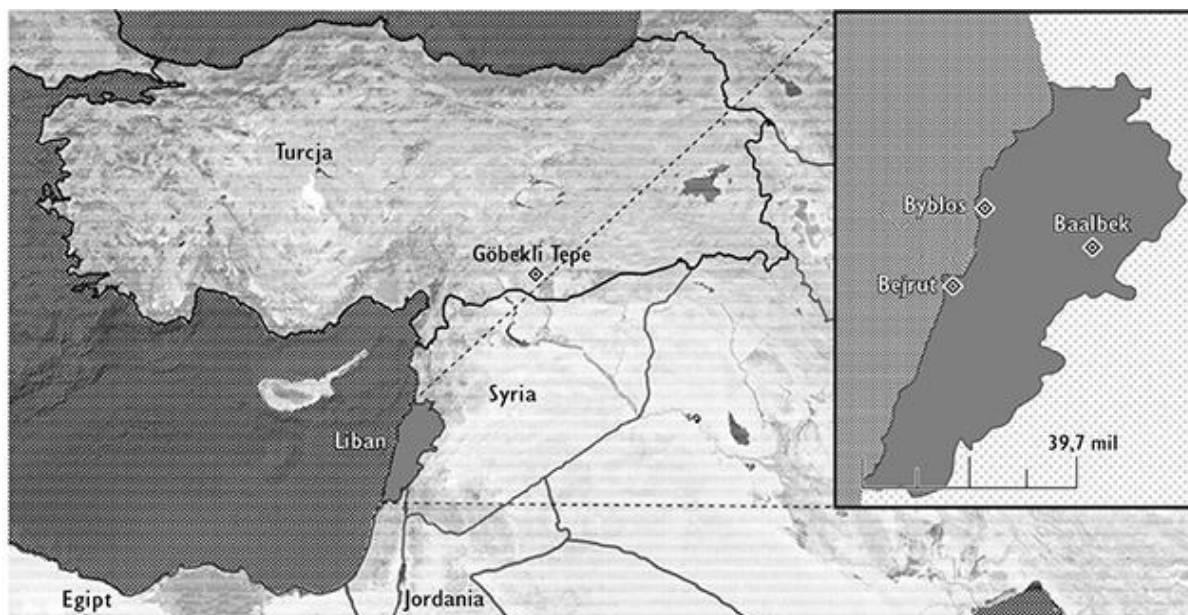 Turcja
Göbekli Tepe
Syria
Liban
Egipt
Jordania
Byblos
Baalbek
Bejrut
39,7 mil